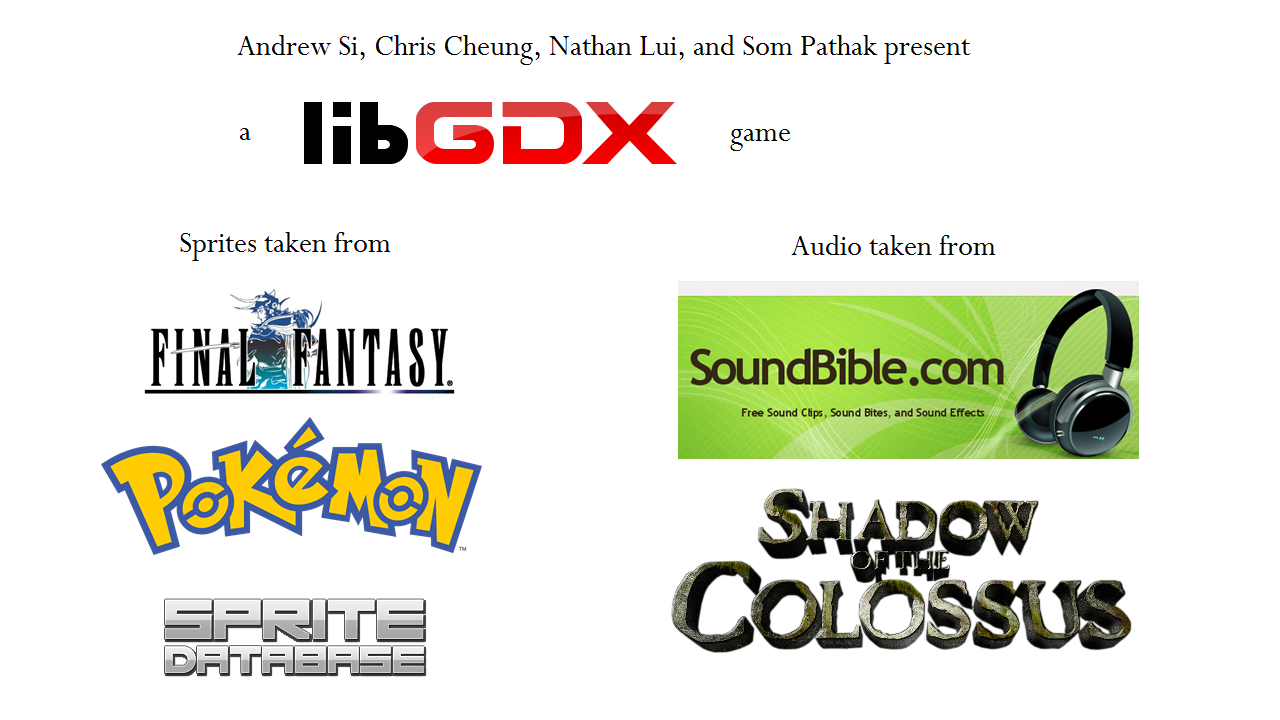 Andrew Si, Chris Cheung, Nathan Lui, and Som Pathak present
a libGDX game
Sprites taken from
FINAL FANTASY®
POKéMON™
SPRITE
DATABASE
Audio taken from
SoundBible.com
Free Sound Clips, Sound Bites, and Sound Effects
SHADOW
OF THE
COLOSSUS